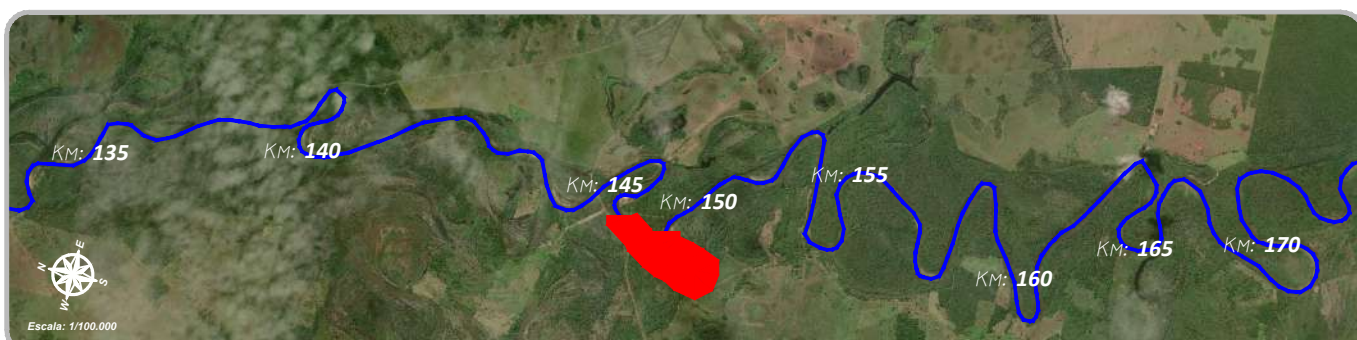 KM: 135
KM: 140
KM: 145
KM: 150
KM: 155
KM: 160
KM: 165
KM: 170
N
E
S
W
Escala: 1/100.000